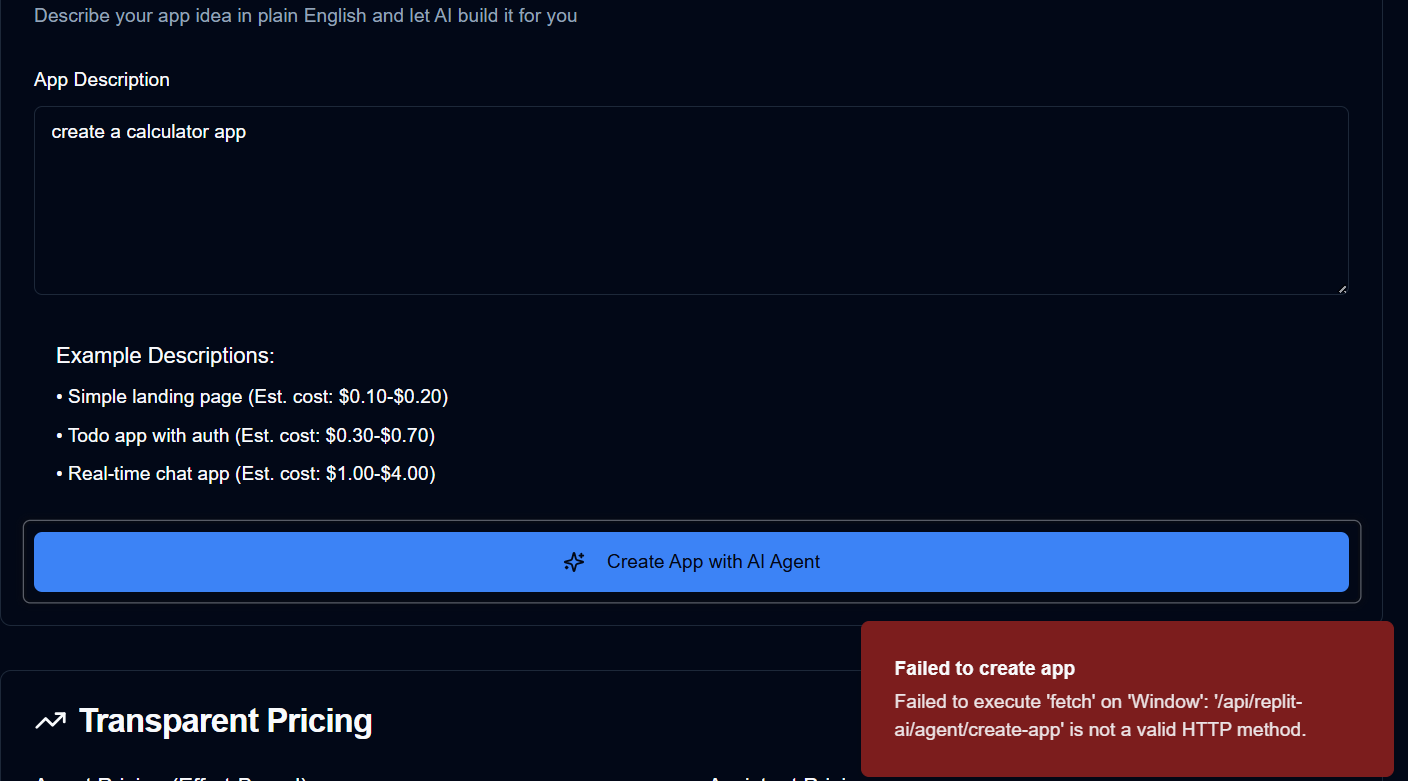 Describe your app idea in plain English and let AI build it for you
App Description
create a calculator app
Example Descriptions:
• Simple landing page (Est. cost: $0.10-$0.20)
• Todo app with auth (Est. cost: $0.30-$0.70)
• Real-time chat app (Est. cost: $1.00-$4.00)
Create App with AI Agent
Failed to create app
Failed to execute 'fetch' on 'Window': '/api/replit-
ai/agent/create-app' is not a valid HTTP method.
Transparent Pricing